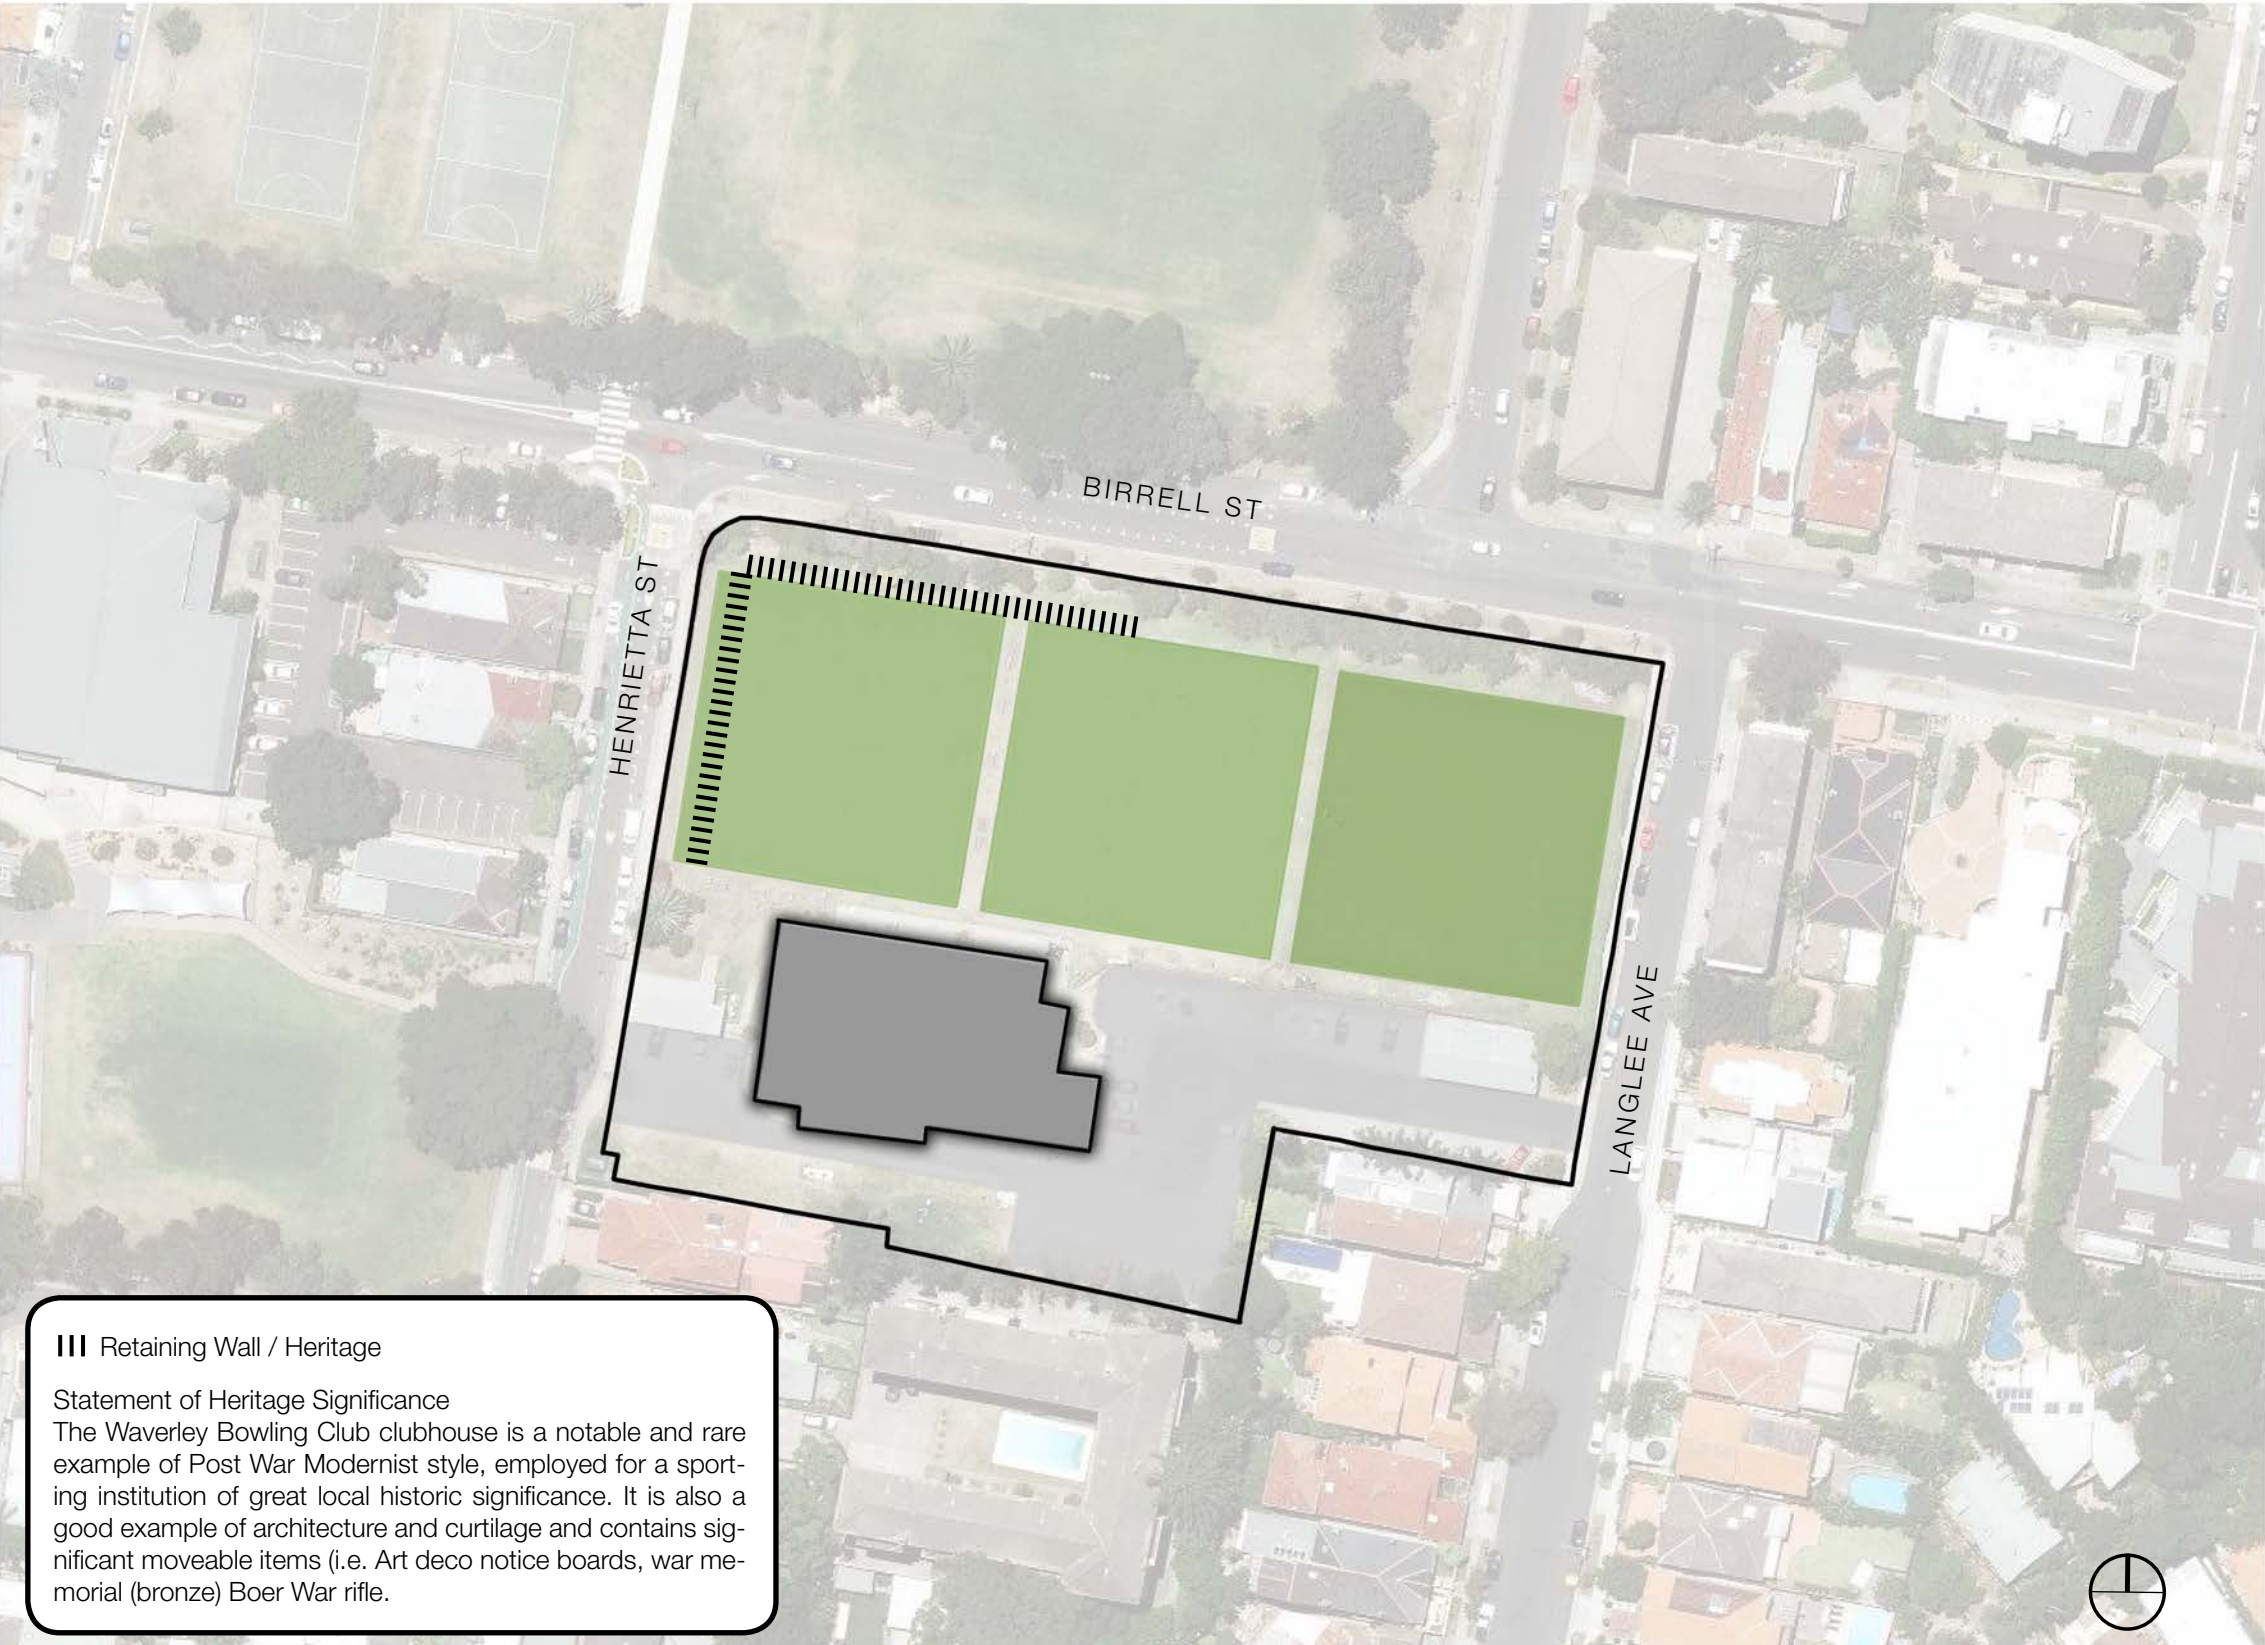 BIRRELL ST
HENRIETTA ST
LANGLEE AVE
Retaining Wall / Heritage
Statement of Heritage Significance
The Waverley Bowling Club clubhouse is a notable and rare
example of Post War Modernist style, employed for a sport-
ing institution of great local historic significance. It is also a
good example of architecture and curtilage and contains sig-
nificant moveable items (i.e. Art deco notice boards, war me-
morial (bronze) Boer War rifle.